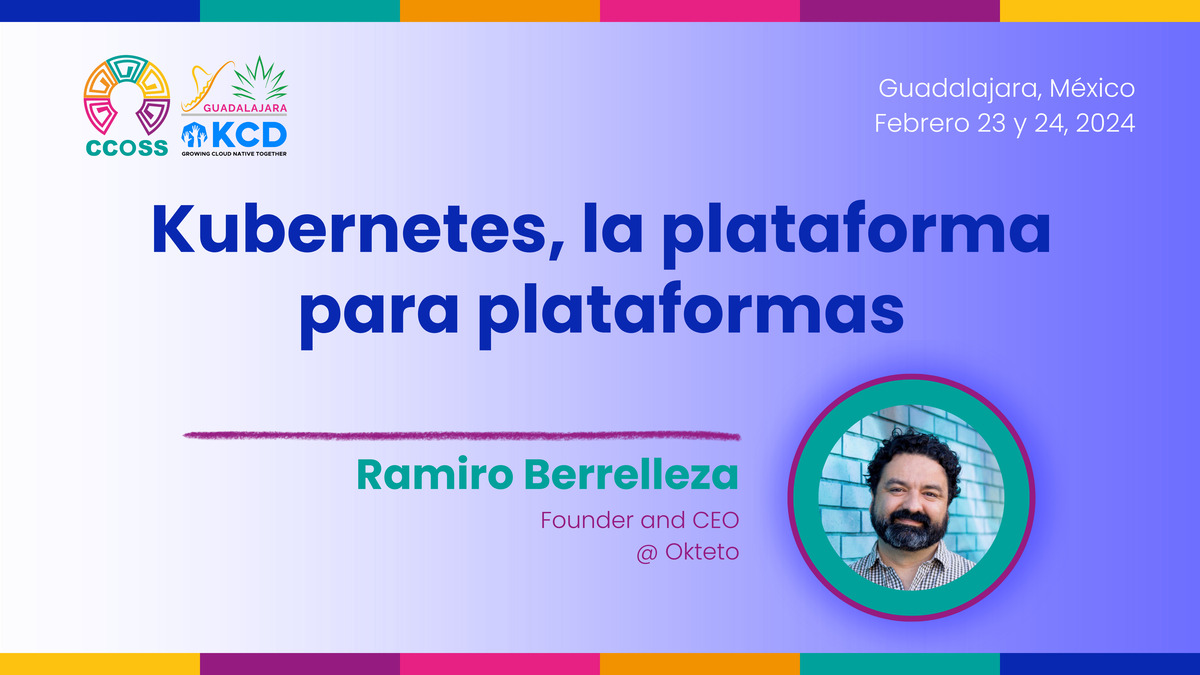 CCOSS
GUADALAJARA
KCD
GROWING CLOUD NATIVE TOGETHER
Guadalajara, México
Febrero 23 y 24, 2024
Kubernetes, la plataforma
para plataformas
Ramiro Berrelleza
Founder and CEO
@ Okteto